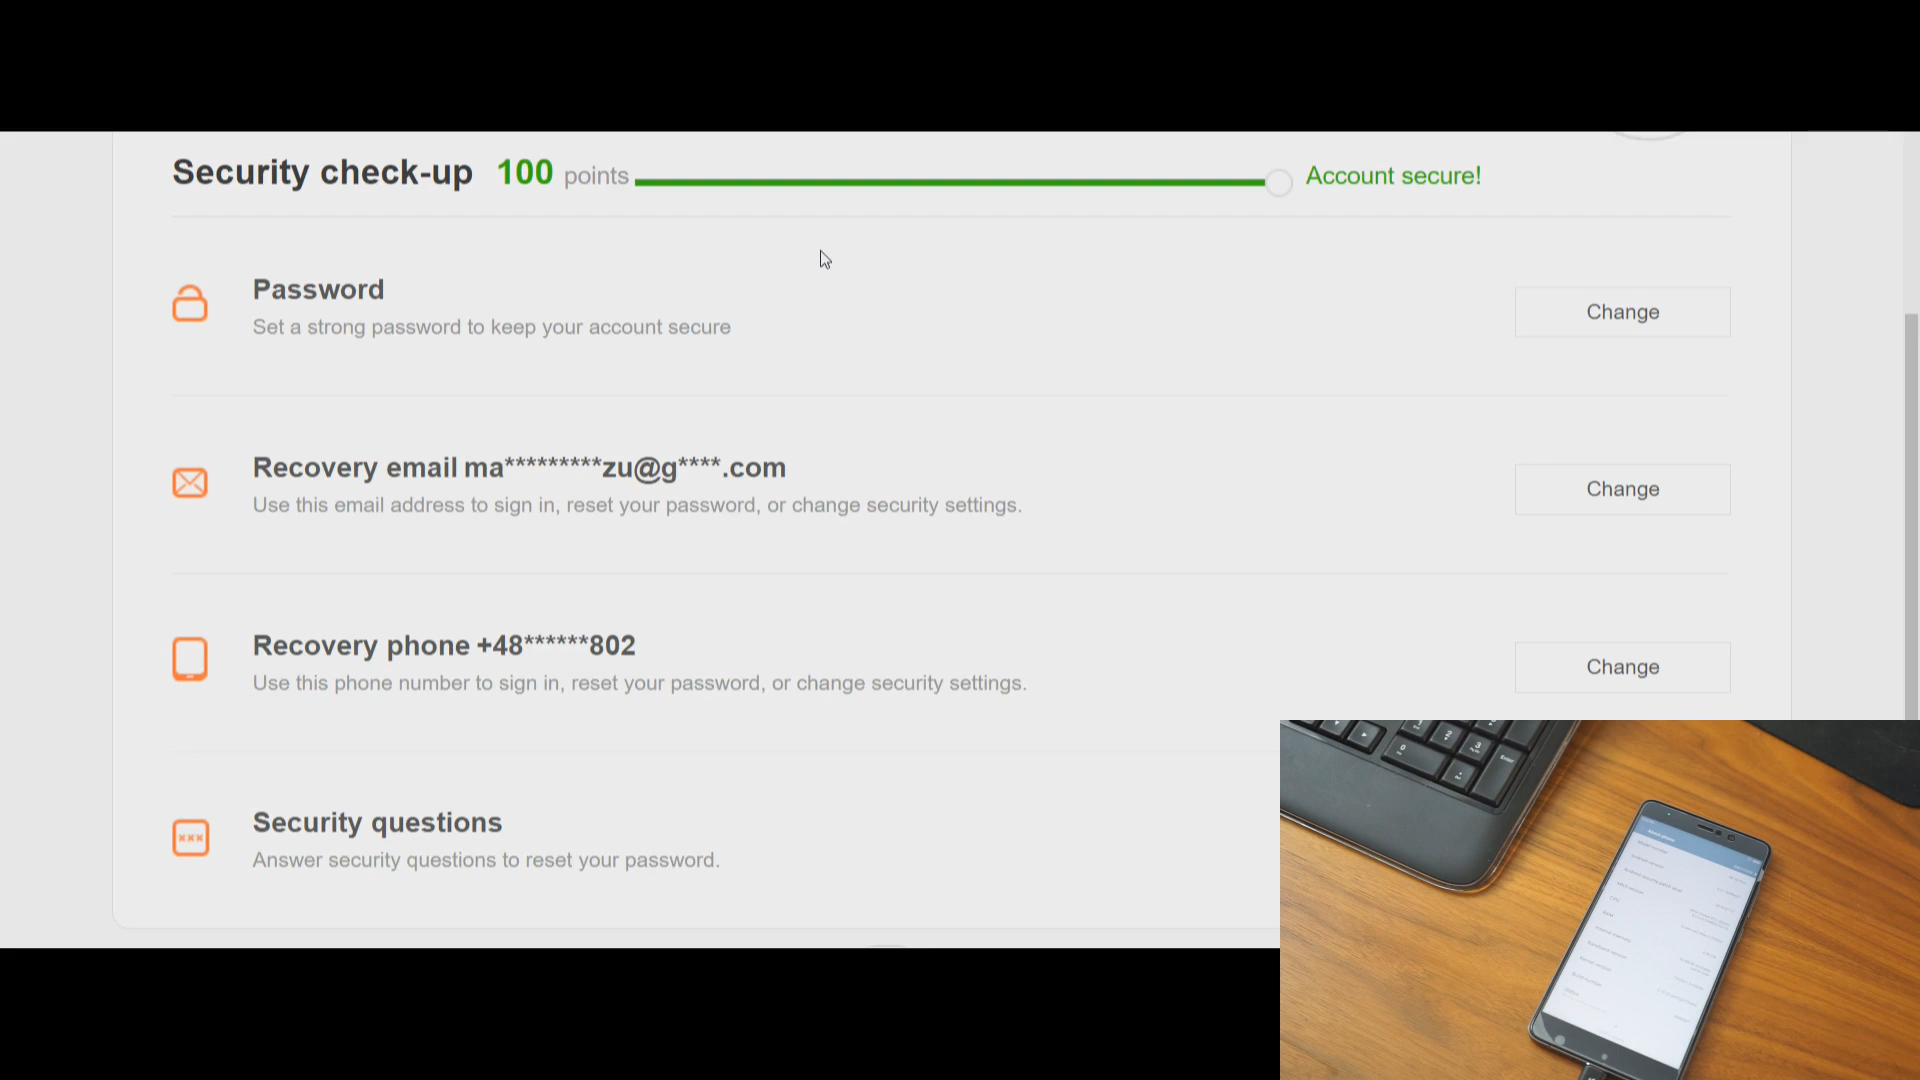 Security check-up 100 points Account secure!
Password
Set a strong password to keep your account secure
Change
Recovery email ma*********zu@g****.com
Use this email address to sign in, reset your password, or change security settings.
Change
Recovery phone +48******802
Use this phone number to sign in, reset your password, or change security settings.
Change
Security questions
Answer security questions to reset your password.